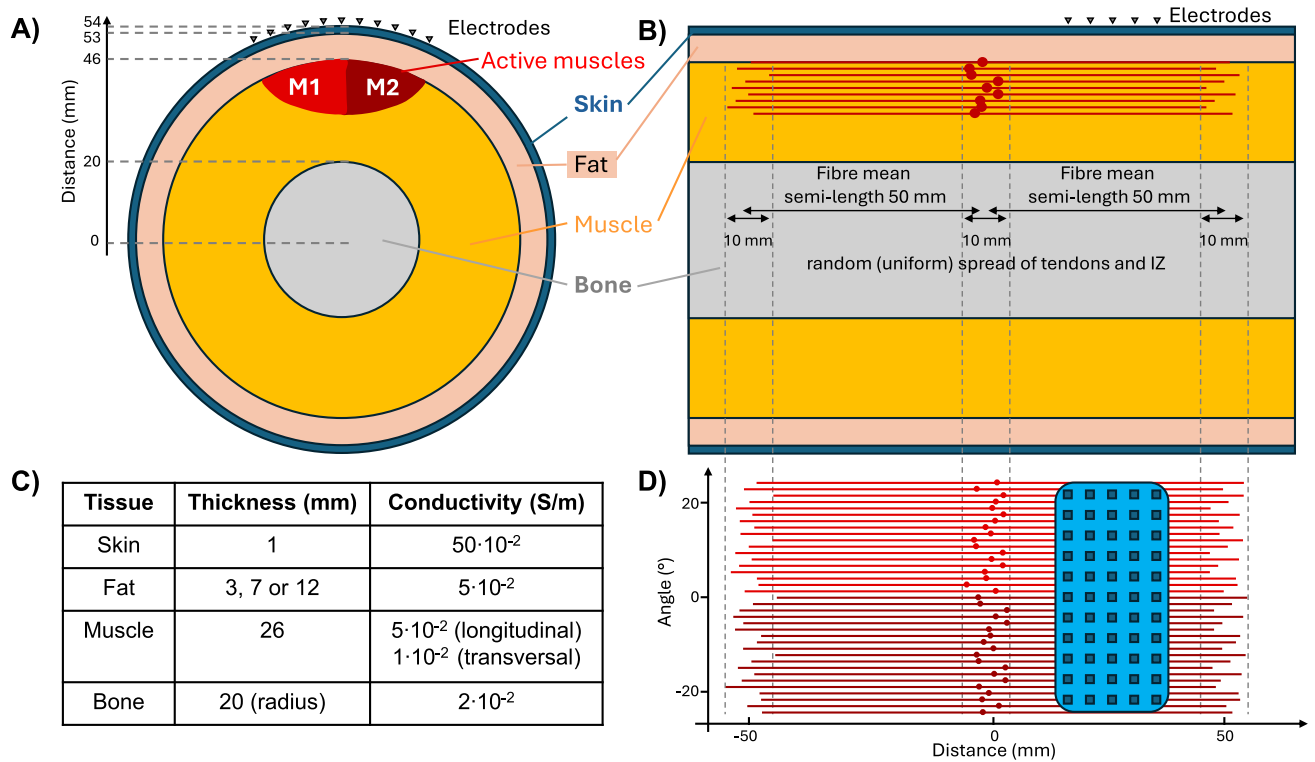 A)
54
53
46
20
0
Distance (mm)
Electrodes
Active muscles
M1
M2
Skin
Fat
Muscle
Bone
B)
Electrodes
Fibre mean
semi-length 50 mm
Fibre mean
semi-length 50 mm
10 mm
10 mm
10 mm
random (uniform) spread of tendons and IZ
C)
Tissue Thickness (mm) Conductivity (S/m)
Skin 1 50·10-2
Fat 3, 7 or 12 5·10-2
Muscle 26 5·10-2 (longitudinal)
1·10-2 (transversal)
Bone 20 (radius) 2·10-2
D)
20
0
-20
Angle (º)
-50
0
50
Distance (mm)